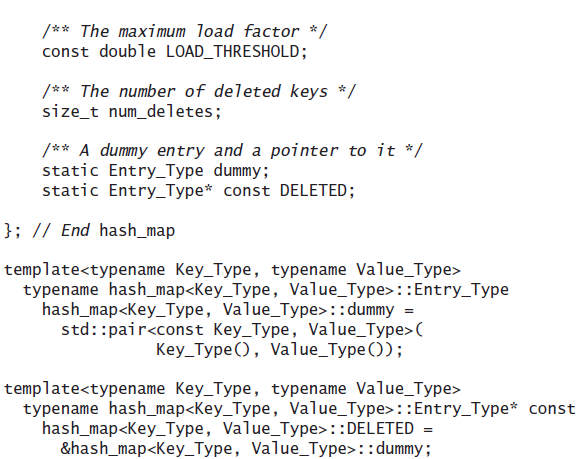 /** The maximum load factor */
const double LOAD_THRESHOLD;
/** The number of deleted keys */
size_t num_deletes;
/** A dummy entry and a pointer to it */
static Entry_Type dummy;
static Entry_Type* const DELETED;
}; // End hash_map
template<typename Key_Type, typename Value_Type>
typename hash_map<Key_Type, Value_Type>::Entry_Type
hash_map<Key_Type, Value_Type>::dummy =
std::pair<const Key_Type, Value_Type>(
Key_Type(), Value_Type());
template<typename Key_Type, typename Value_Type>
typename hash_map<Key_Type, Value_Type>::Entry_Type* const
hash_map<Key_Type, Value_Type>::DELETED =
&hash_map<Key_Type, Value_Type>::dummy;